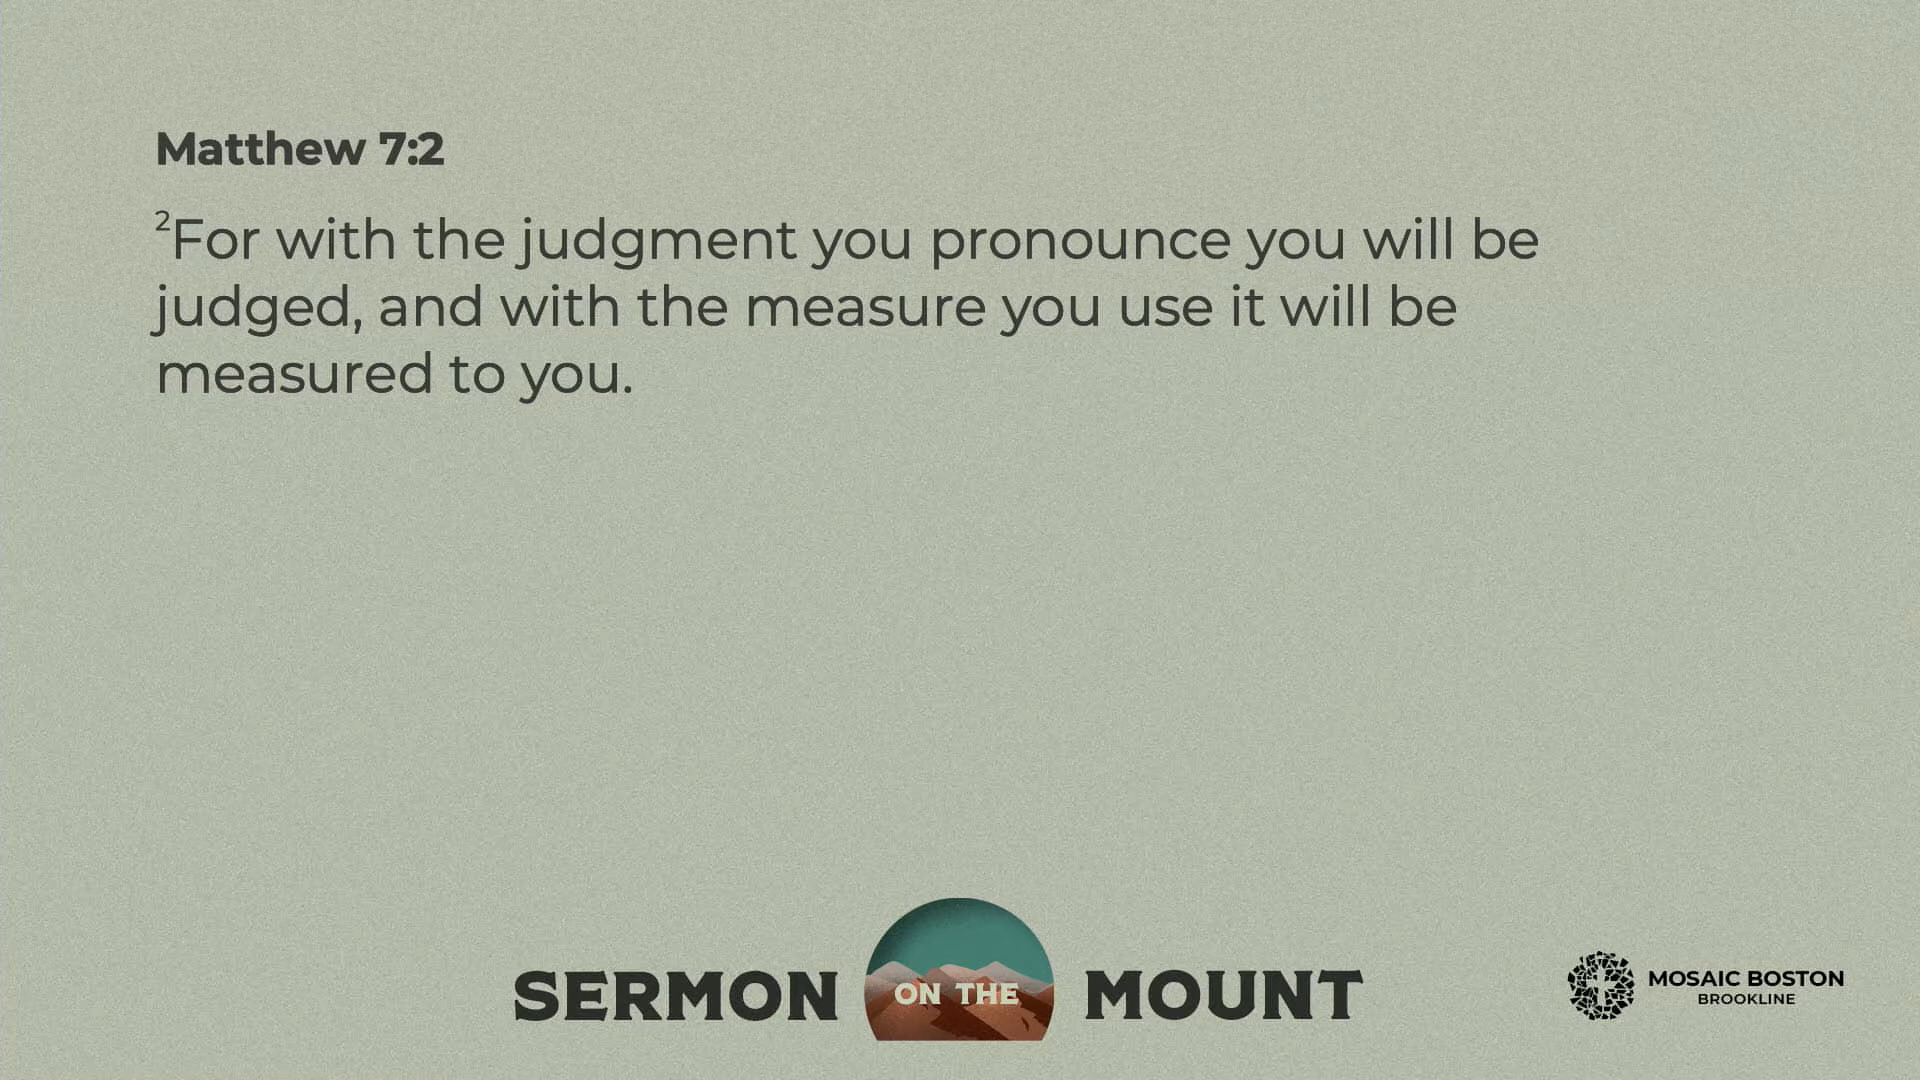 Matthew 7:2
²For with the judgment you pronounce you will be
judged, and with the measure you use it will be
measured to you.
SERMON ON THE MOUNT
MOSAIC BOSTON
BROOKLINE